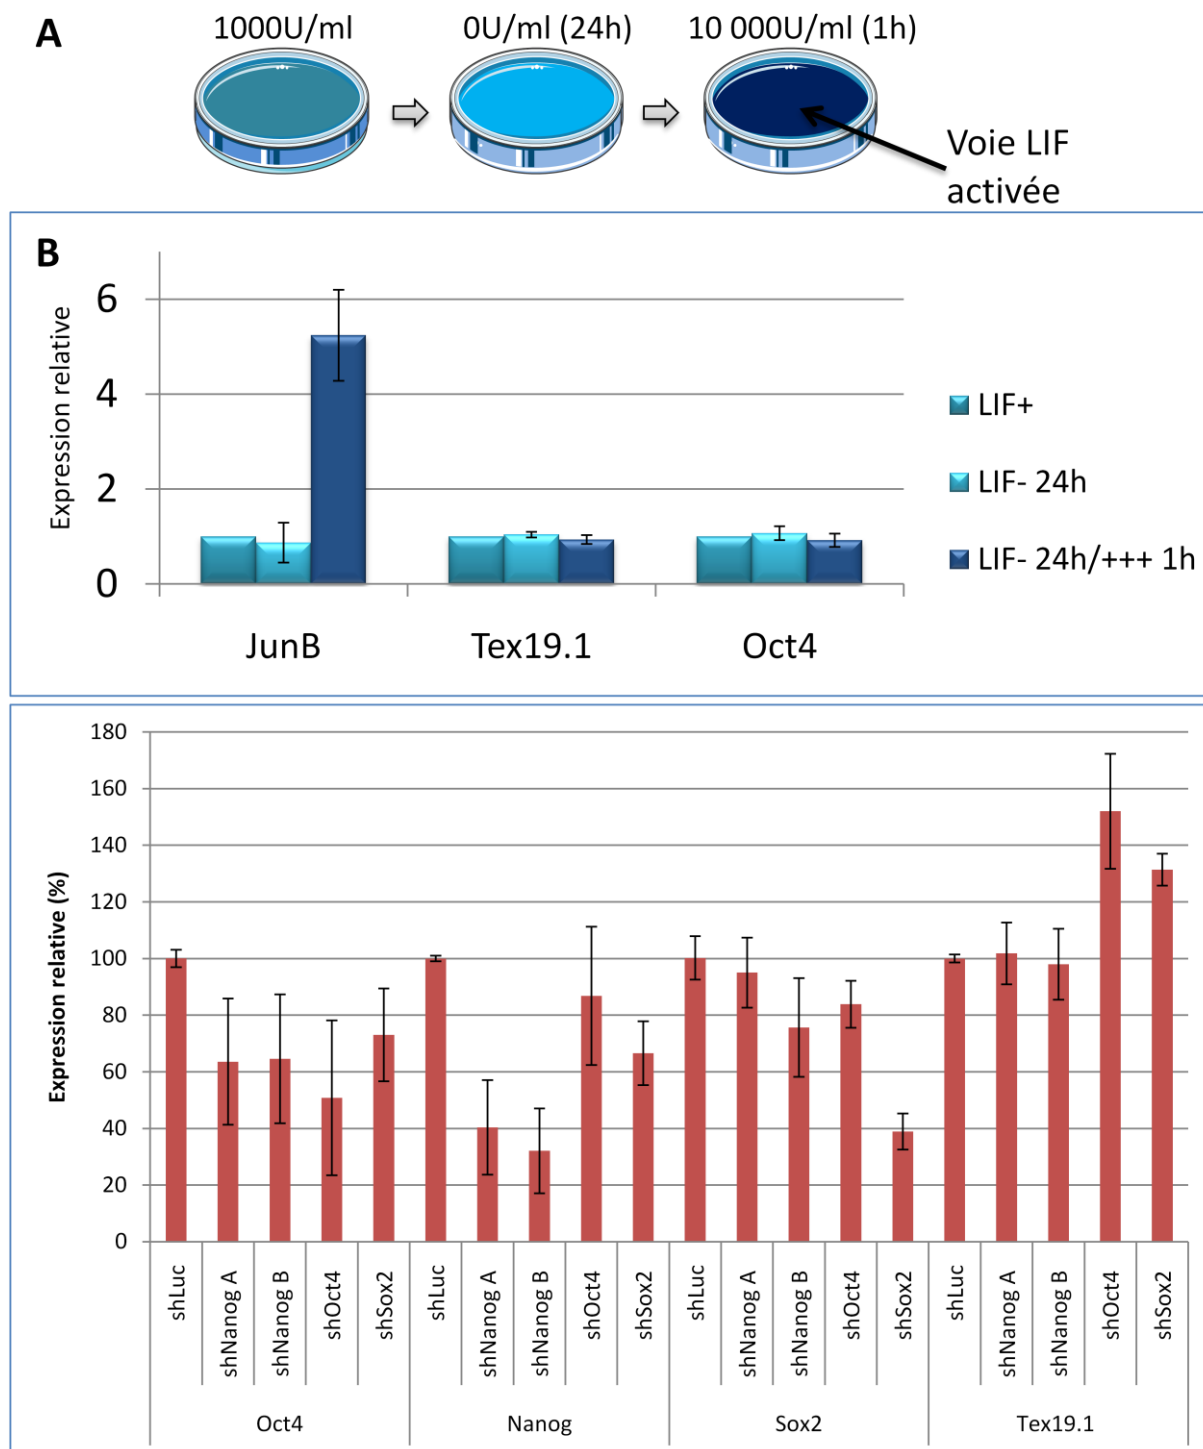 A
1000U/ml
0U/ml (24h)
10 000U/ml (1h)
Voie LIF
activée
B
Expression relative
6
4
2
0
JunB
Tex19.1
Oct4
LIF+
LIF- 24h
LIF- 24h/+++ 1h
Expression relative (%)
180
160
140
120
100
80
60
40
20
0
shLuc
shNanog A
shNanog B
shOct4
shSox2
shLuc
shNanog A
shNanog B
shOct4
shSox2
shLuc
shNanog A
shNanog B
shOct4
shSox2
shLuc
shNanog A
shNanog B
shOct4
shSox2
Oct4
Nanog
Sox2
Tex19.1